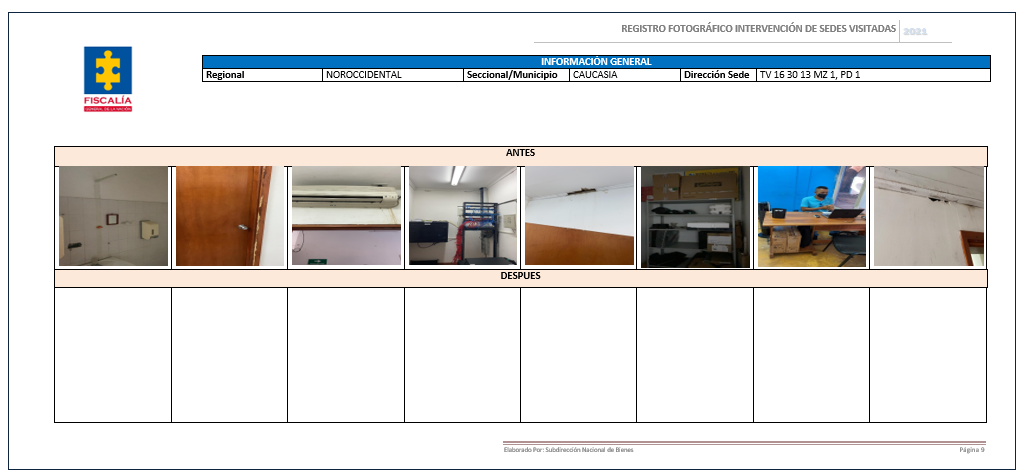 REGISTRO FOTOGRÁFICO INTERVENCIÓN DE SEDES VISITADAS 2021
FISCALÍA
GENERAL DE LA NACIÓN
INFORMACIÓN GENERAL
Regional NOROCCIDENTAL Seccional/Municipio CAUCASIA Dirección Sede TV 16 30 13 MZ 1, PD 1
ANTES
DESPUES
Elaborado Por: Subdirección Nacional de Bienes Página 9